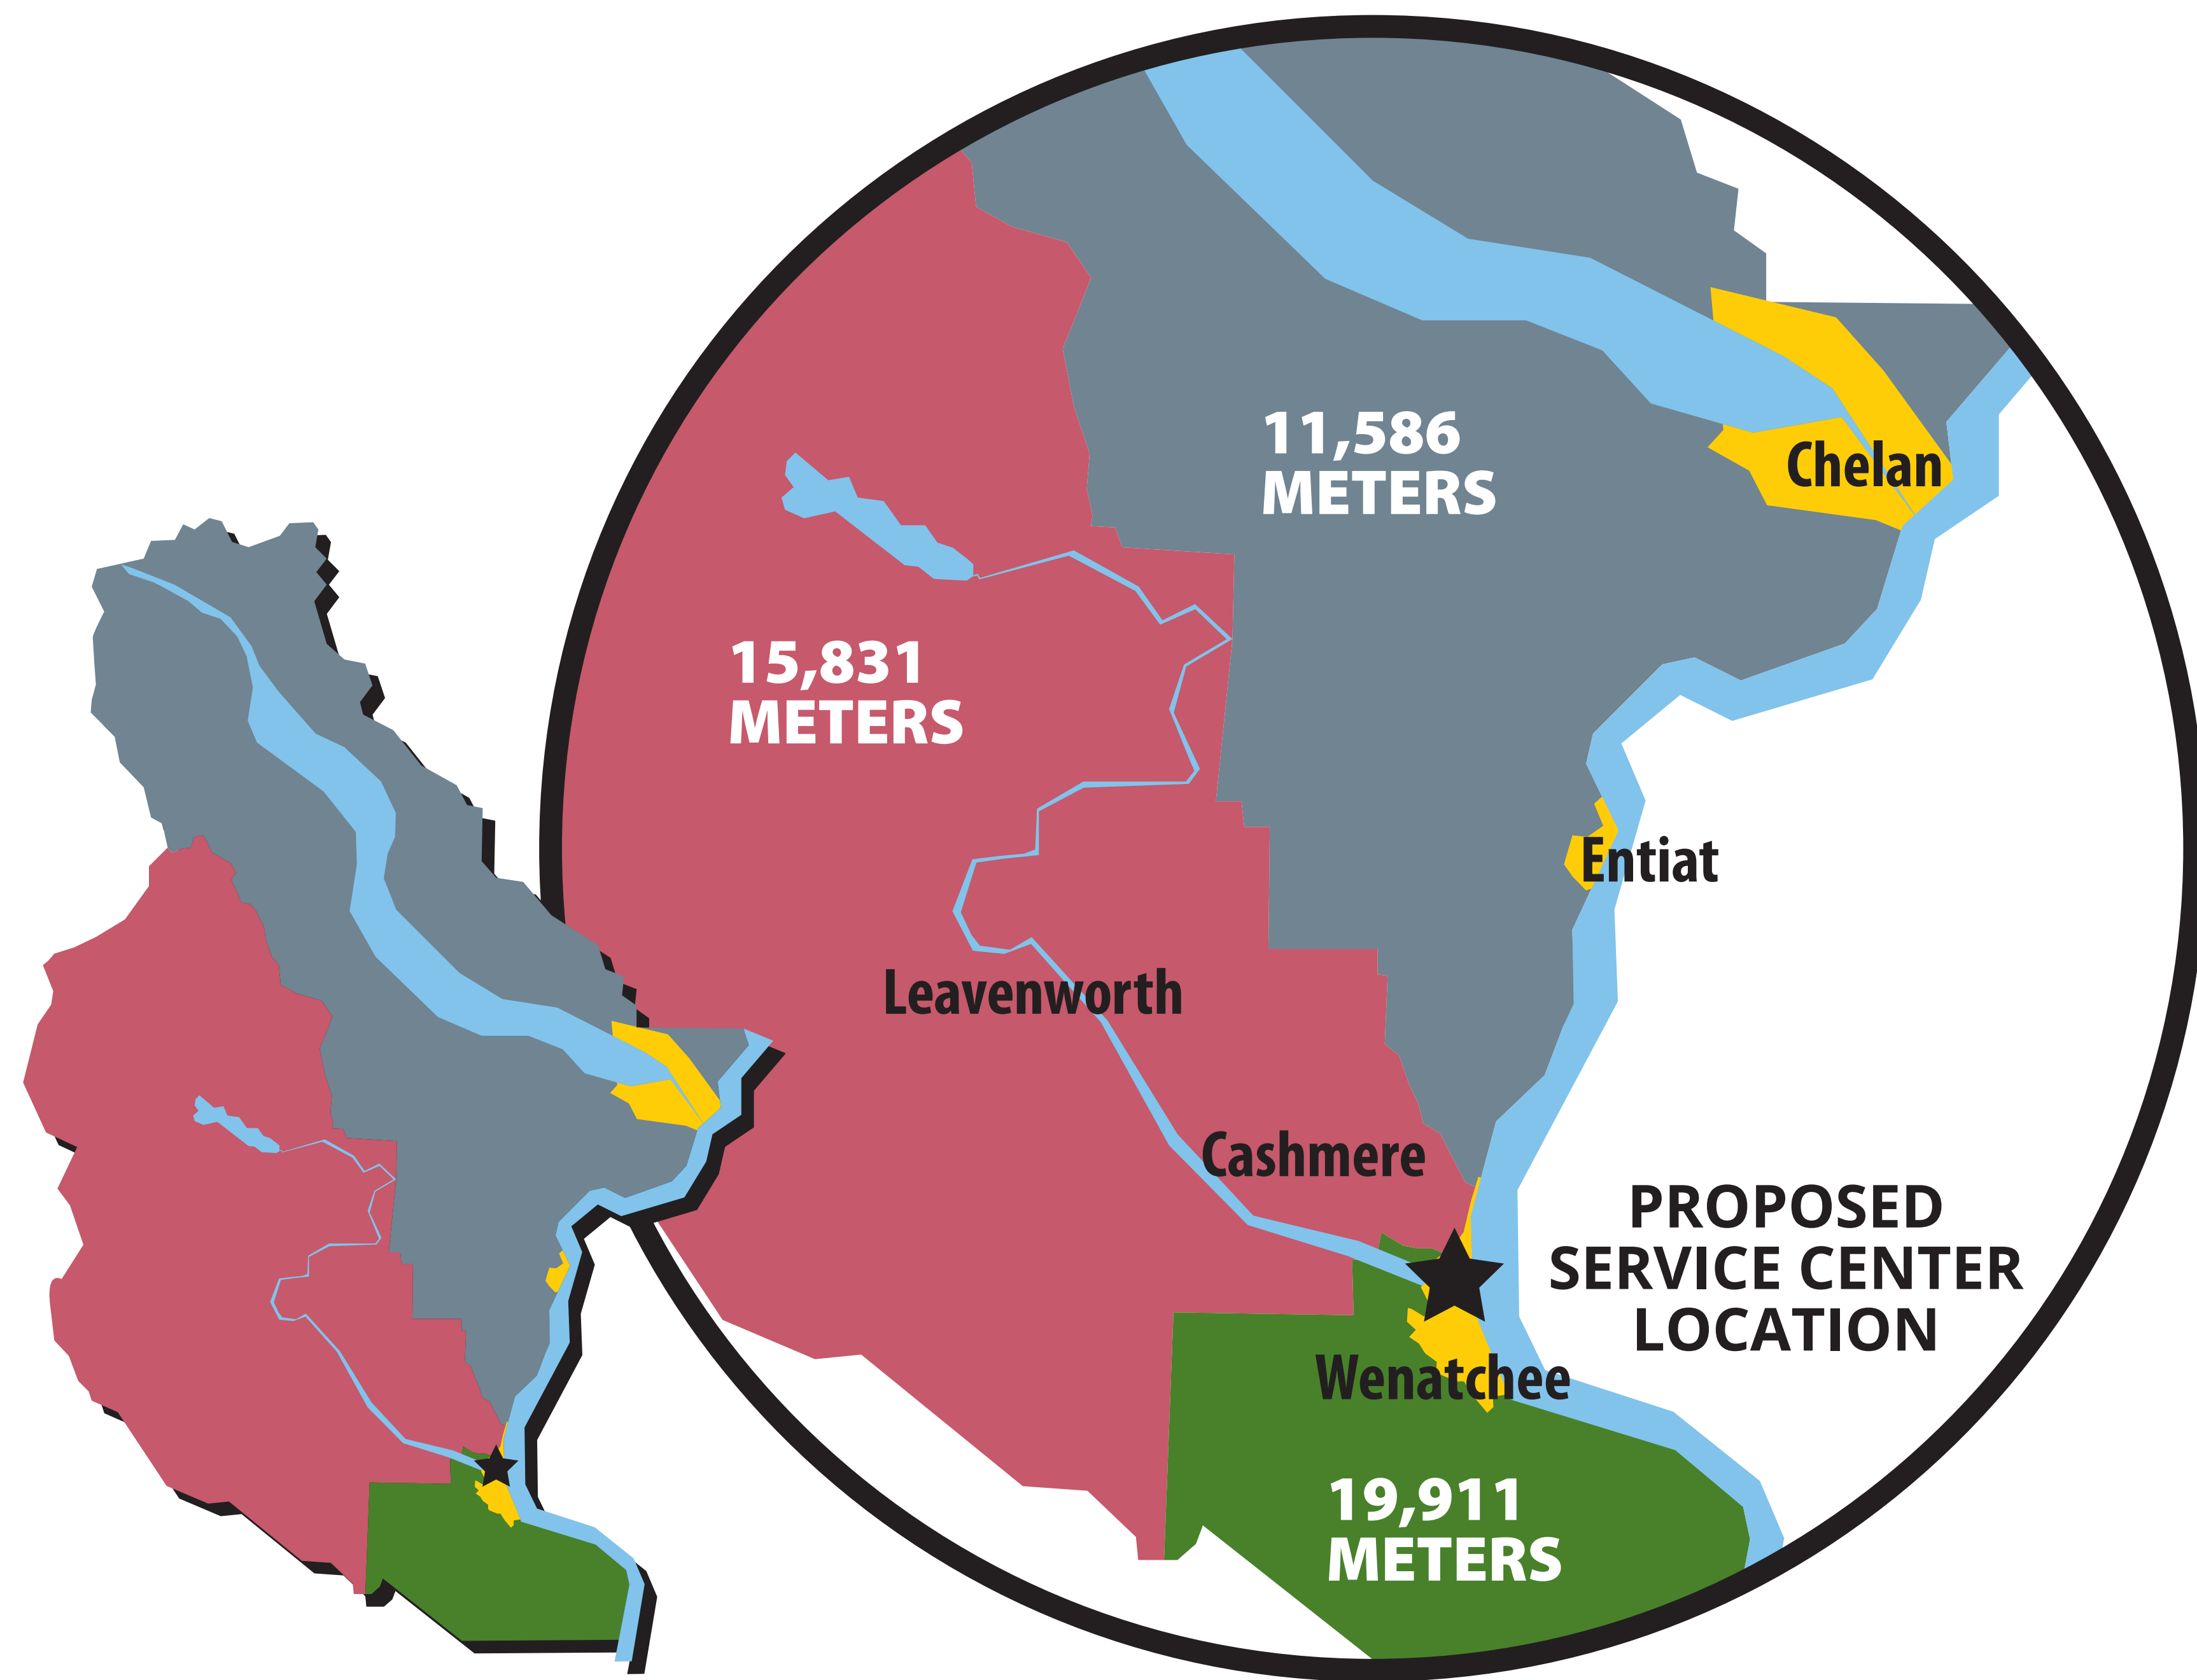 11,586
METERS
Chelan
15,831
METERS
Entiat
Leavenworth
Cashmere
PROPOSED
SERVICE CENTER
LOCATION
Wenatchee
19,911
METERS